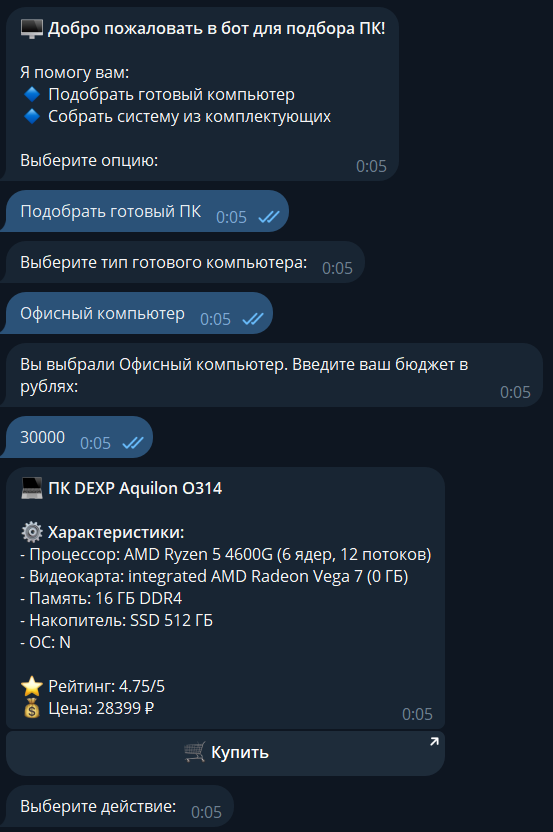 🖥️ Добро пожаловать в бот для подбора ПК!
Я помогу вам:
🔹 Подобрать готовый компьютер
🔹 Собрать систему из комплектующих
Выберите опцию: 0:05
Подобрать готовый ПК 0:05
Выберите тип готового компьютера: 0:05
Офисный компьютер 0:05
Вы выбрали Офисный компьютер. Введите ваш бюджет в
рублях: 0:05
30000 0:05
💻 ПК DEXP Aquilon O314
⚙️ Характеристики:
- Процессор: AMD Ryzen 5 4600G (6 ядер, 12 потоков)
- Видеокарта: integrated AMD Radeon Vega 7 (0 ГБ)
- Память: 16 ГБ DDR4
- Накопитель: SSD 512 ГБ
- ОС: N
⭐ Рейтинг: 4.75/5
💰 Цена: 28399 ₽ 0:05
🛒 Купить
Выберите действие: 0:05